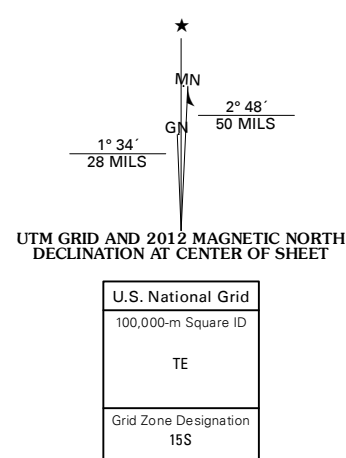 ★
MN
GN
2° 48´
50 MILS
1° 34´
28 MILS
UTM GRID AND 2012 MAGNETIC NORTH
DECLINATION AT CENTER OF SHEET
U.S. National Grid
100,000-m Square ID
TE
Grid Zone Designation
15S